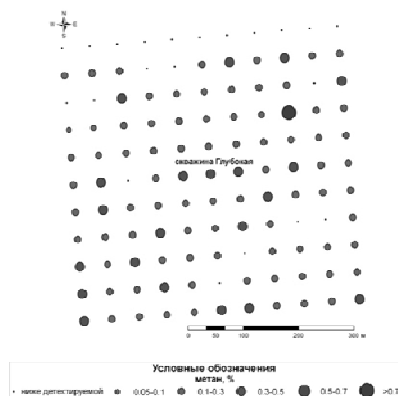 N
E
S
скважина Глубокая
0 50 100 200 300 м
Условные обозначения
метан, %
ниже детектируемой 0.05-0.1 0.1-0.3 0.3-0.5 0.5-0.7 >0.7